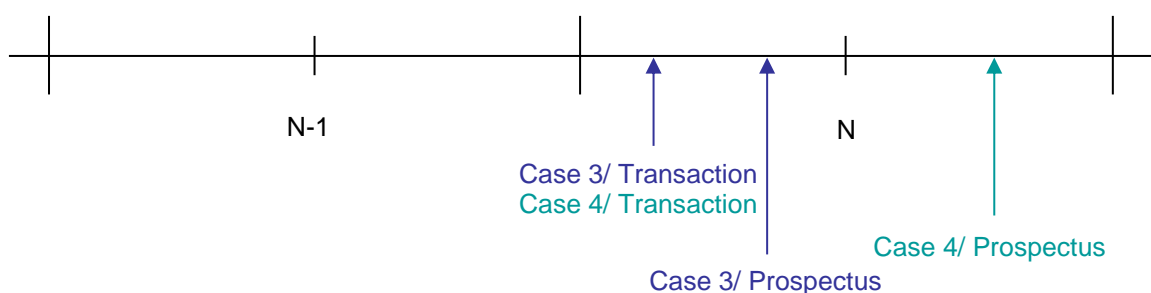 N-1
N
Case 3/ Transaction
Case 4/ Transaction
Case 4/ Prospectus
Case 3/ Prospectus